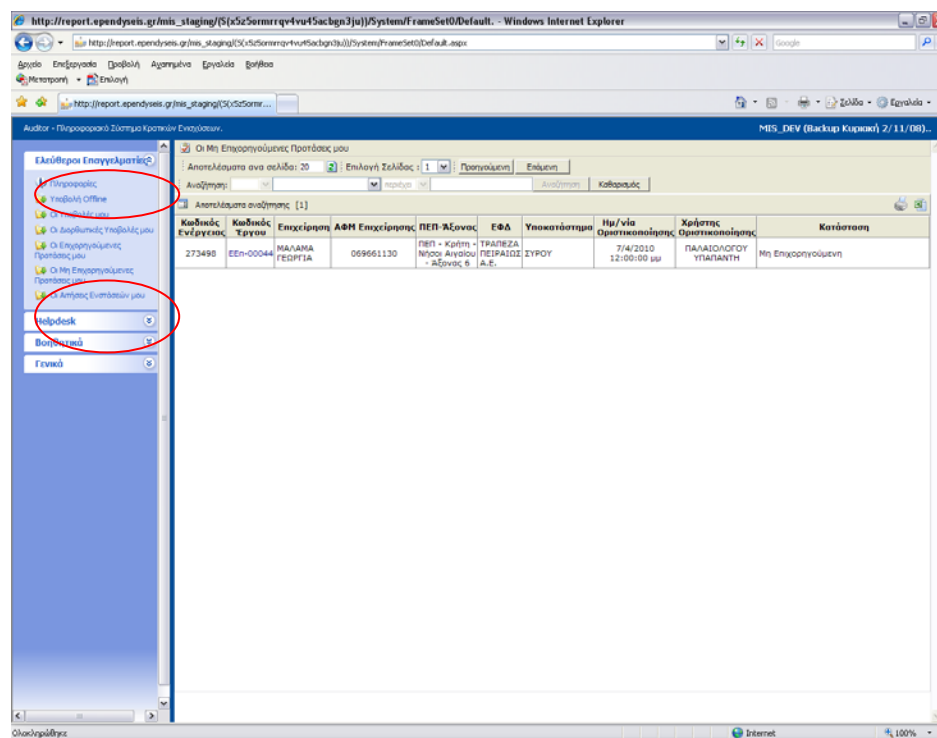 http://report.ependyseis.gr/mis_staging/(S(x5z5ormrrqv4vu45acbgn3ju))/System/FrameSet0/Default. - Windows Internet Explorer
http://report.ependyseis.gr/mis_staging/(S(x5z5ormrrqv4vu45acbgn3ju))/System/FrameSet0/Default.aspx
Google
Αρχείο Επεξεργασία Προβολή Αγαπημένα Εργαλεία Βοήθεια
Μετατροπή Επιλογή
http://report.ependyseis.gr/mis_staging/(S(x5z5ormr...
Σελίδα Εργαλεία
Auditor - Πληροφοριακό Σύστημα Κρατικών Ενισχύσεων.
MIS_DEV (Backup Κυριακή 2/11/08)..
Ελεύθεροι Επαγγελματίες
Πληροφορίες
Υποβολή Offline
Οι Υποβολές μου
Οι Διορθωτικές Υποβολές μου
Οι Επιχορηγούμενες
Προτάσεις μου
Οι Μη Επιχορηγούμενες
Προτάσεις μου
Οι Αιτήσεις Ενστάσεών μου
Helpdesk
Βοηθητικά
Γενικά
Οι Μη Επιχορηγούμενες Προτάσεις μου
Αποτελέσματα ανα σελίδα: 20 Επιλογή Σελίδας : 1 Προηγούμενη Επόμενη
Αναζήτηση: περιέχει Αναζήτηση Καθαρισμός
Αποτελέσματα αναζήτησης [1]
Κωδικός Ενέργειας Κωδικός Έργου Επιχείρηση ΑΦΜ Επιχείρησης ΠΕΠ-Άξονας ΕΦΔ Υποκατάστημα Ημ/νία Οριστικοποίησης Χρήστης Οριστικοποίησης Κατάσταση
273498 ΕΕπ-00044 ΜΑΛΑΜΑ ΓΕΩΡΓΙΑ 069661130 ΠΕΠ - Κρήτη - Νήσοι Αιγαίου - Άξονας 6 ΤΡΑΠΕΖΑ ΠΕΙΡΑΙΩΣ Α.Ε. ΣΥΡΟΥ 7/4/2010 12:00:00 μμ ΠΑΛΑΙΟΛΟΓΟΥ ΥΠΑΠΑΝΤΗ Μη Επιχορηγούμενη
Ολοκληρώθηκε
Internet
100%